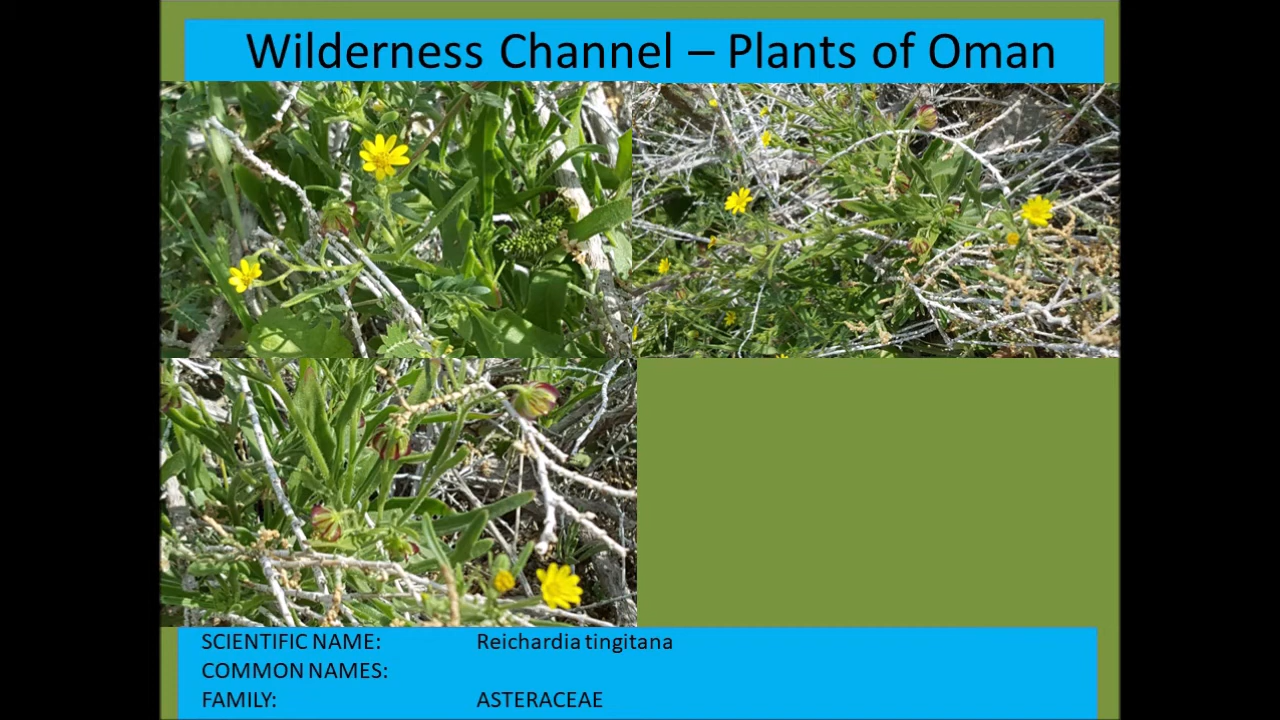 Wilderness Channel – Plants of Oman
SCIENTIFIC NAME: Reichardia tingitana
COMMON NAMES:
FAMILY: ASTERACEAE